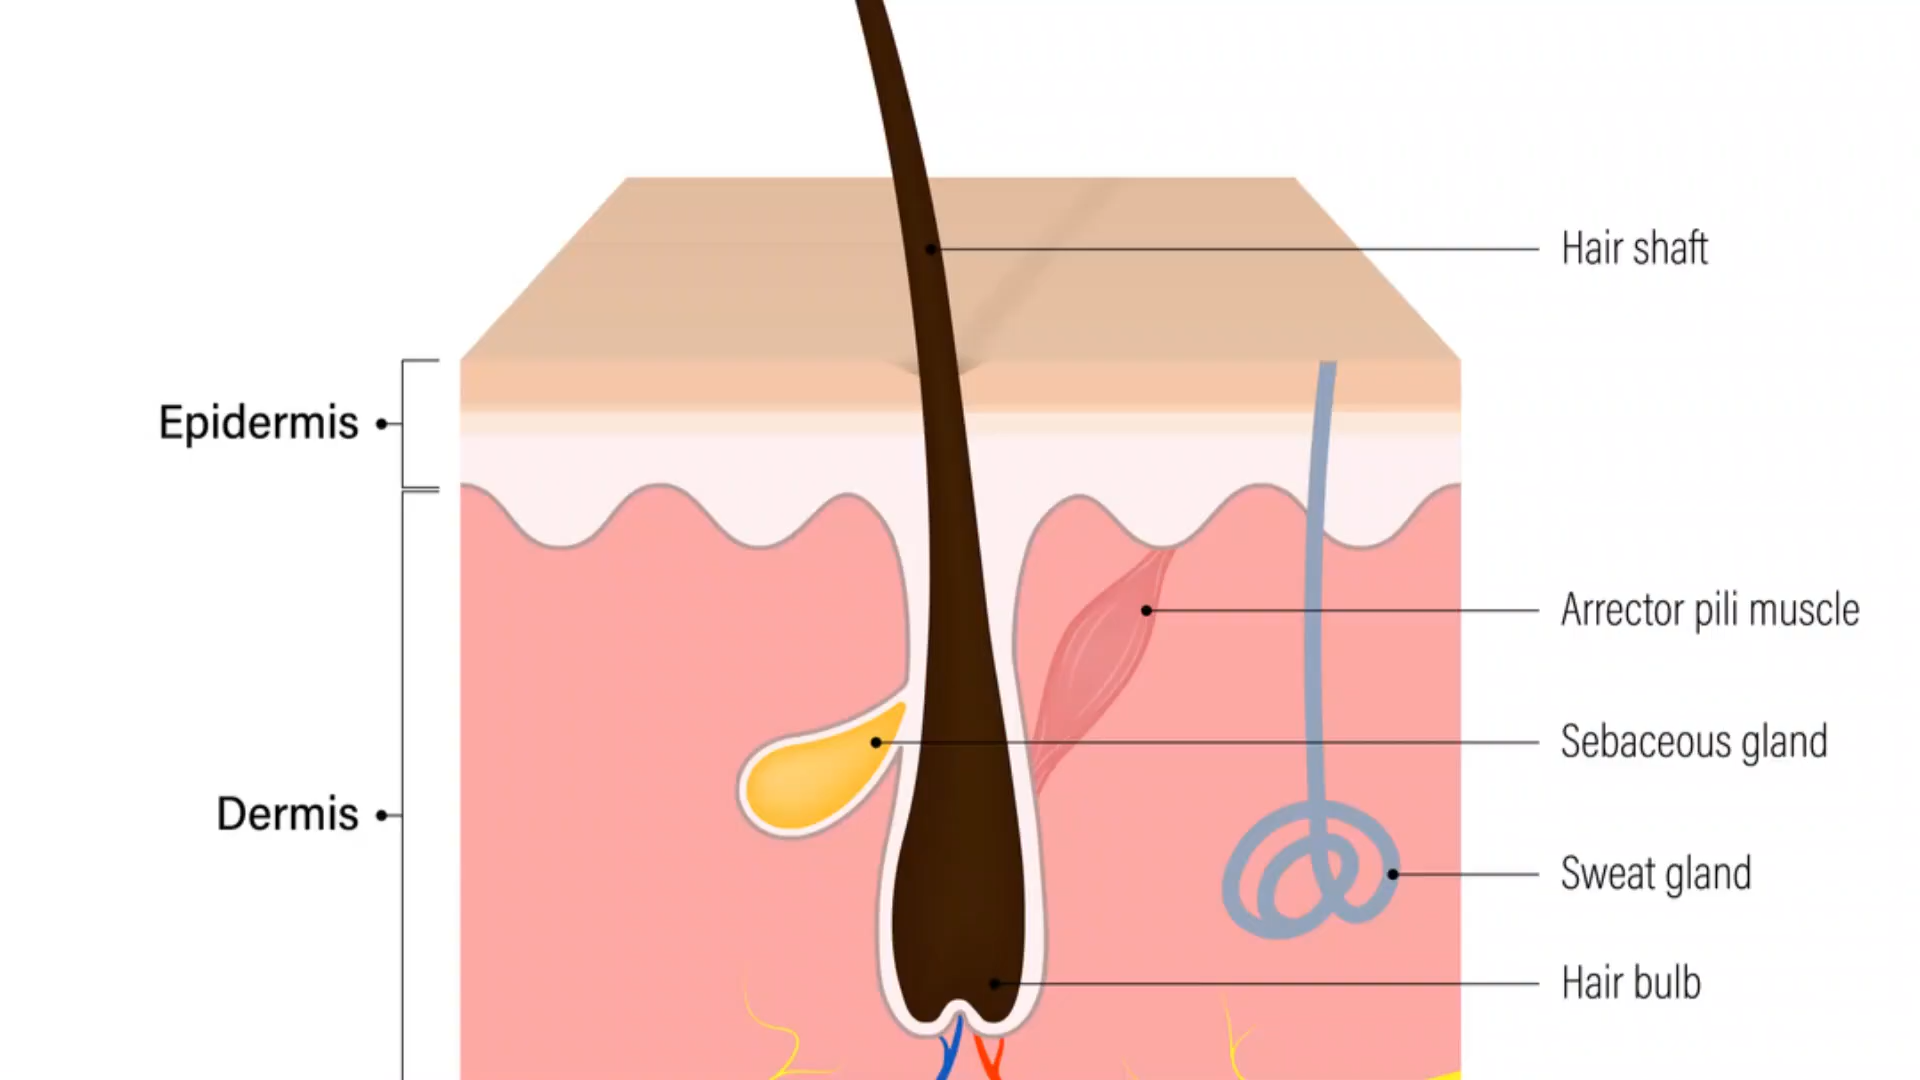 Hair shaft
Epidermis
Arrector pili muscle
Sebaceous gland
Dermis
Sweat gland
Hair bulb